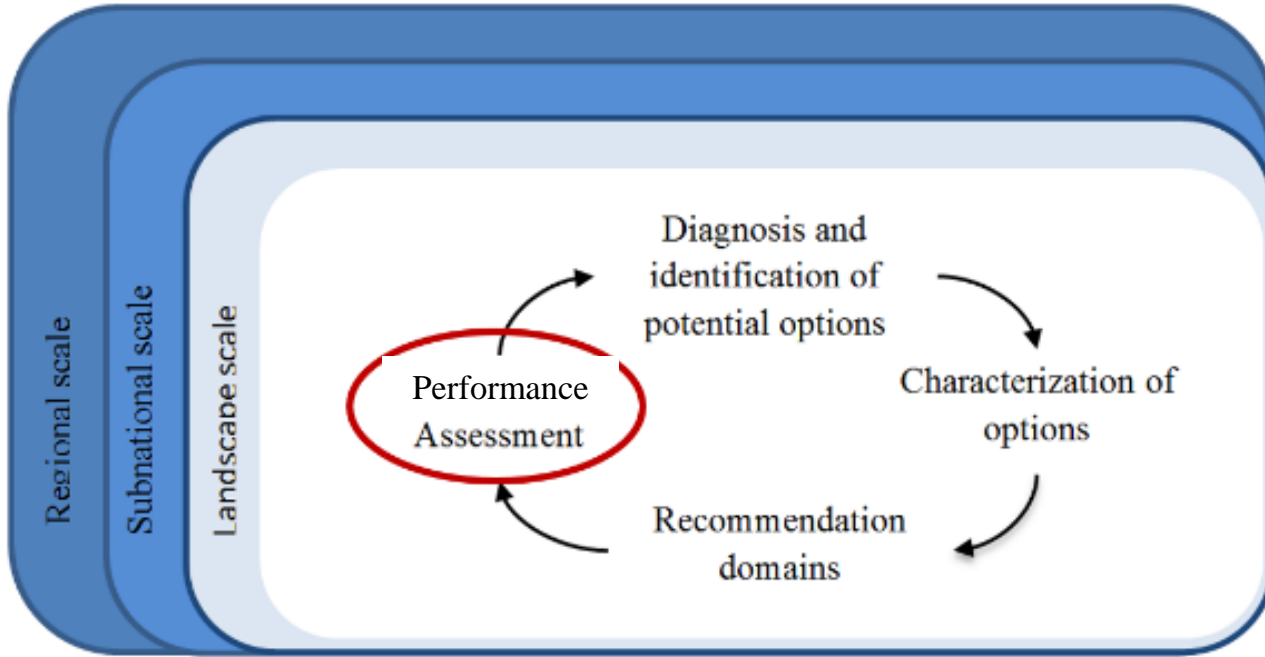 Regional scale
Subnational scale
Landscape scale
Diagnosis and
identification of
potential options
Characterization of
options
Recommendation
domains
Performance
Assessment